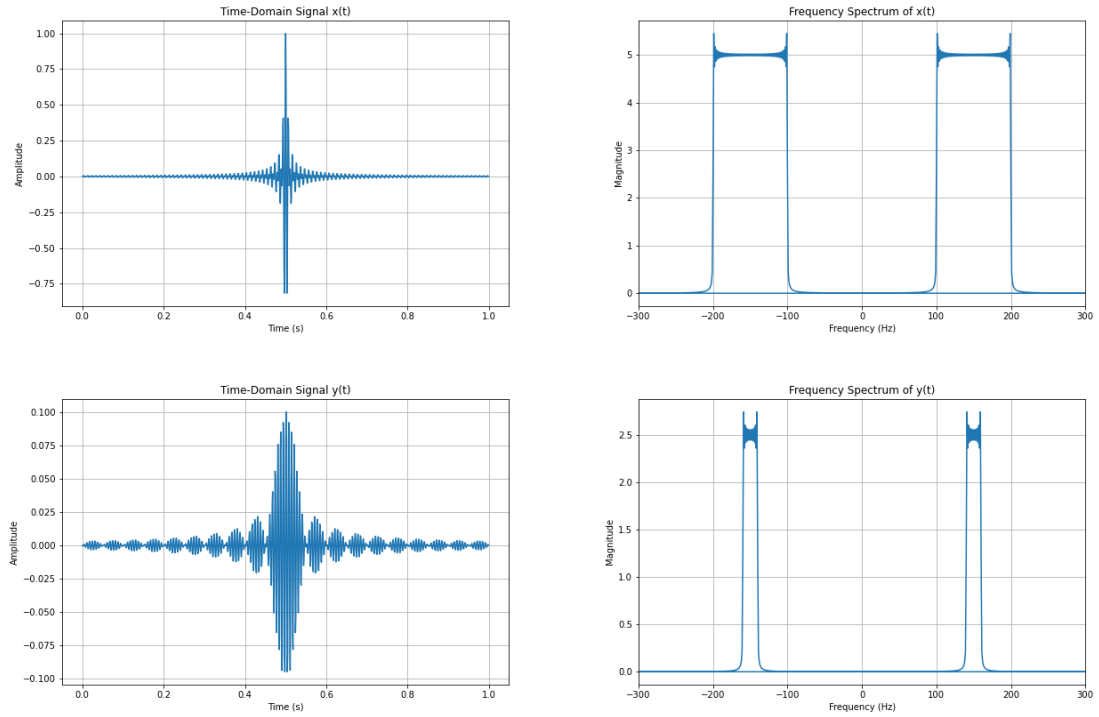 Time-Domain Signal x(t)
Amplitude
1.00
0.75
0.50
0.25
0.00
−0.25
−0.50
−0.75
0.0 0.2 0.4 0.6 0.8 1.0
Time (s)
Frequency Spectrum of x(t)
Magnitude
5
4
3
2
1
0
−300 −200 −100 0 100 200 300
Frequency (Hz)
Time-Domain Signal y(t)
Amplitude
0.100
0.075
0.050
0.025
0.000
−0.025
−0.050
−0.075
−0.100
0.0 0.2 0.4 0.6 0.8 1.0
Time (s)
Frequency Spectrum of y(t)
Magnitude
2.5
2.0
1.5
1.0
0.5
0.0
−300 −200 −100 0 100 200 300
Frequency (Hz)